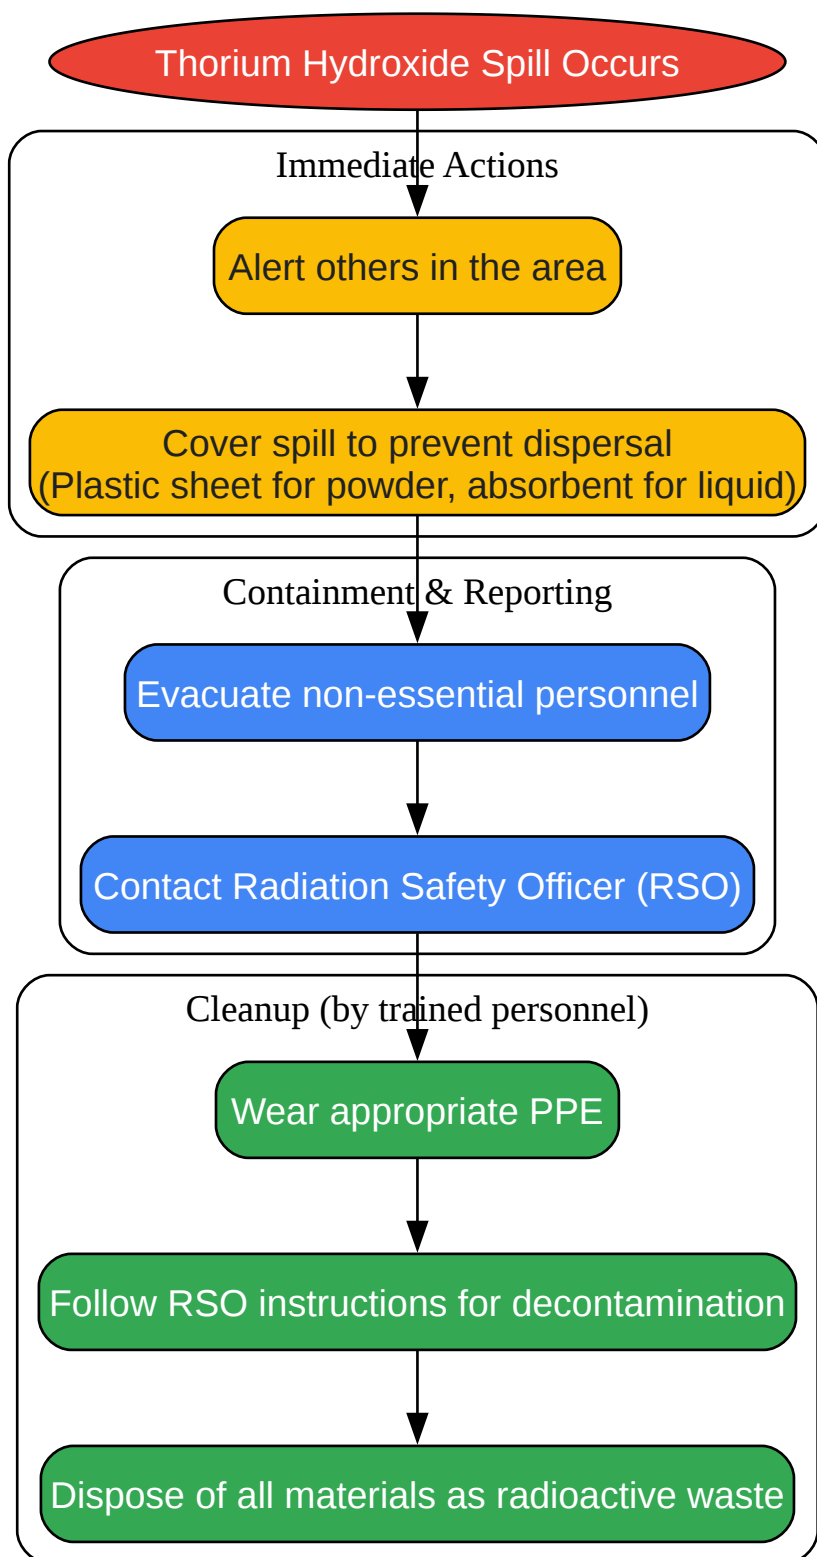 Thorium Hydroxide Spill Occurs
Immediate Actions
Alert others in the area
Cover spill to prevent dispersal
(Plastic sheet for powder, absorbent for liquid)
Containment & Reporting
Evacuate non-essential personnel
Contact Radiation Safety Officer (RSO)
Cleanup (by trained personnel)
Wear appropriate PPE
Follow RSO instructions for decontamination
Dispose of all materials as radioactive waste